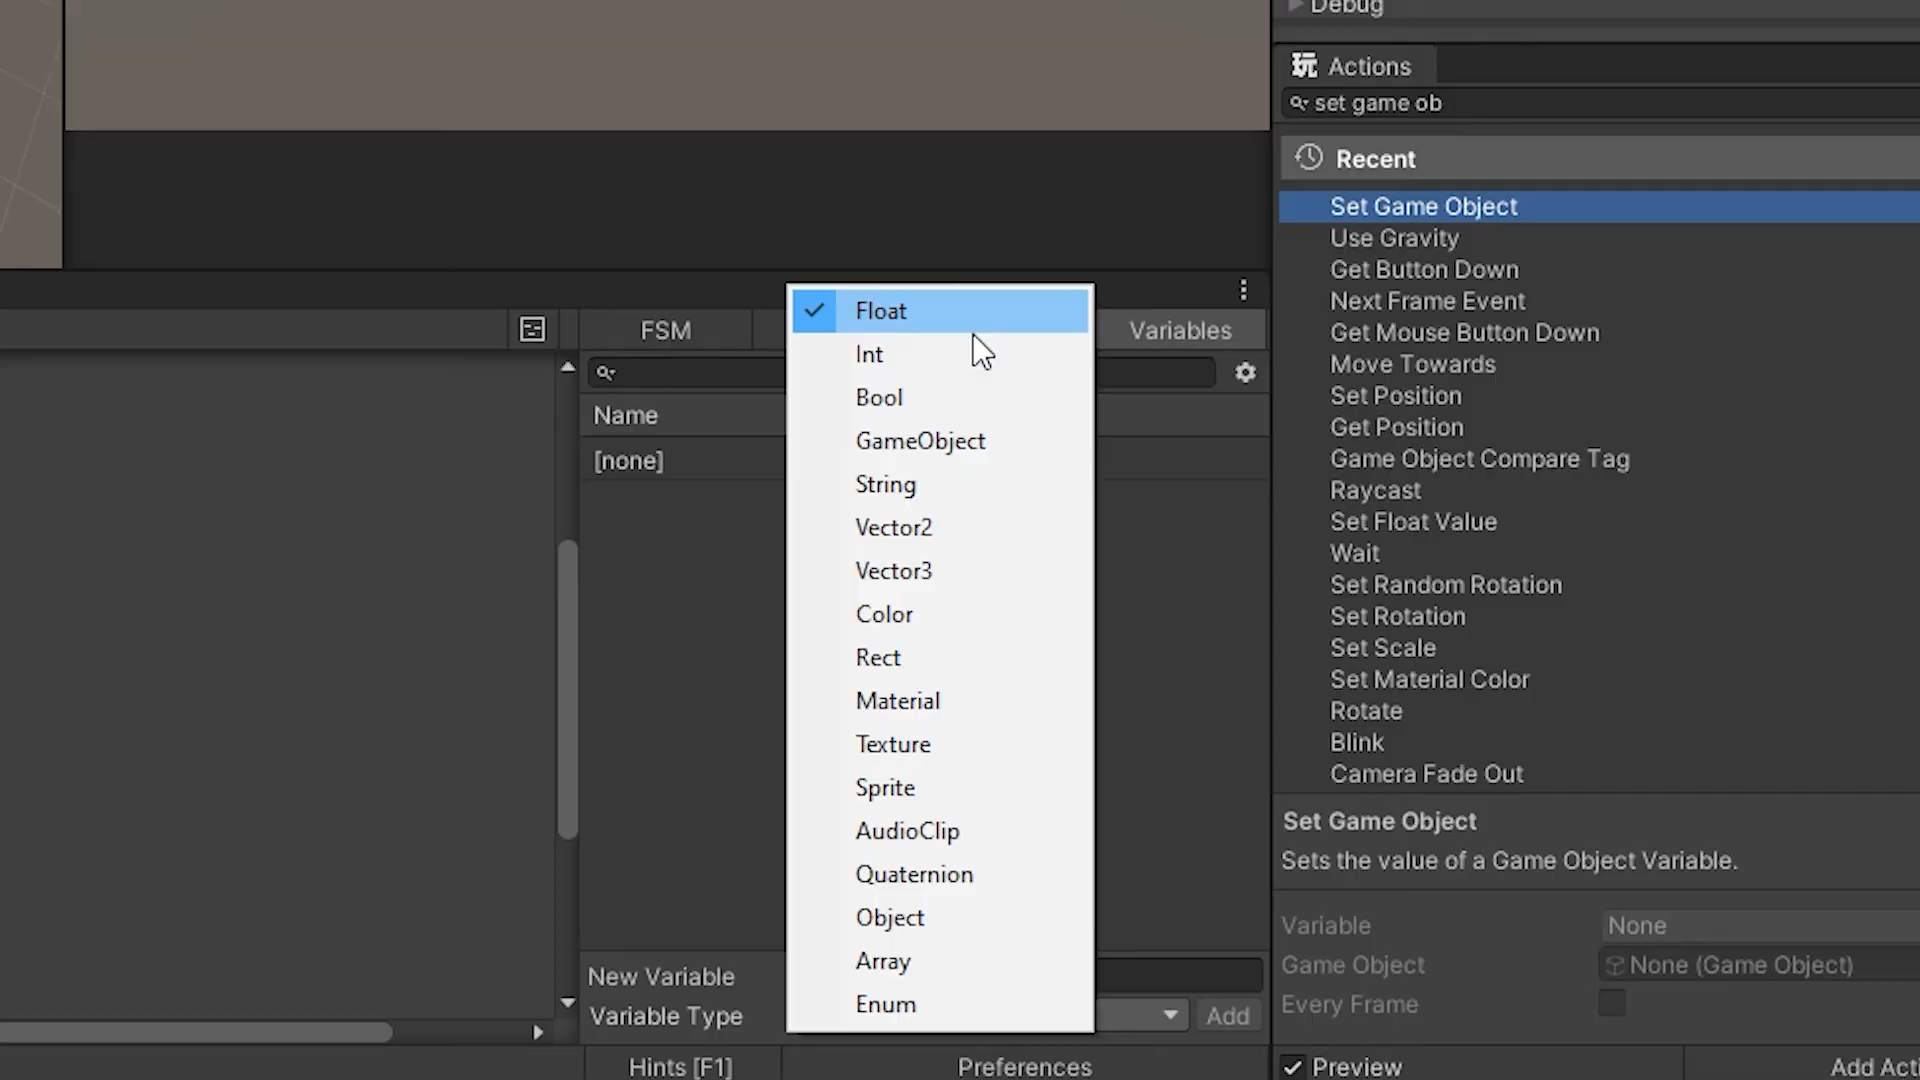 Debug
玩 Actions
set game ob
Recent
Set Game Object
Use Gravity
Get Button Down
Next Frame Event
Get Mouse Button Down
Move Towards
Set Position
Get Position
Game Object Compare Tag
Raycast
Set Float Value
Wait
Set Random Rotation
Set Rotation
Set Scale
Set Material Color
Rotate
Blink
Camera Fade Out
Set Game Object
Sets the value of a Game Object Variable.
Variable None
Game Object None (Game Object)
Every Frame
Preview Add Acti
FSM Variables
Name
[none]
Float
Int
Bool
GameObject
String
Vector2
Vector3
Color
Rect
Material
Texture
Sprite
AudioClip
Quaternion
Object
Array
Enum
New Variable
Variable Type Add
Hints [F1] Preferences